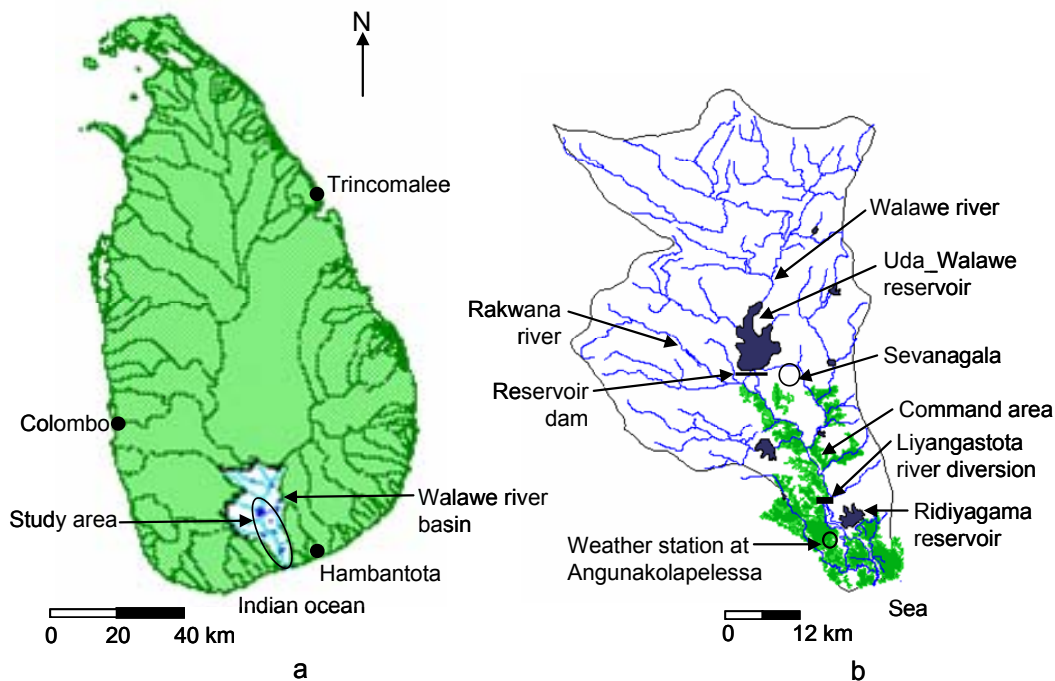 N
Trincomalee
Colombo
Study area
Walawe river
basin
Hambantota
Indian ocean
0 20 40 km
a
Walawe river
Uda_Walawe
reservoir
Rakwana
river
Sevanagala
Reservoir
dam
Command area
Liyangastota
river diversion
Ridiyagama
reservoir
Weather station at
Angunakolapelessa
Sea
0 12 km
b